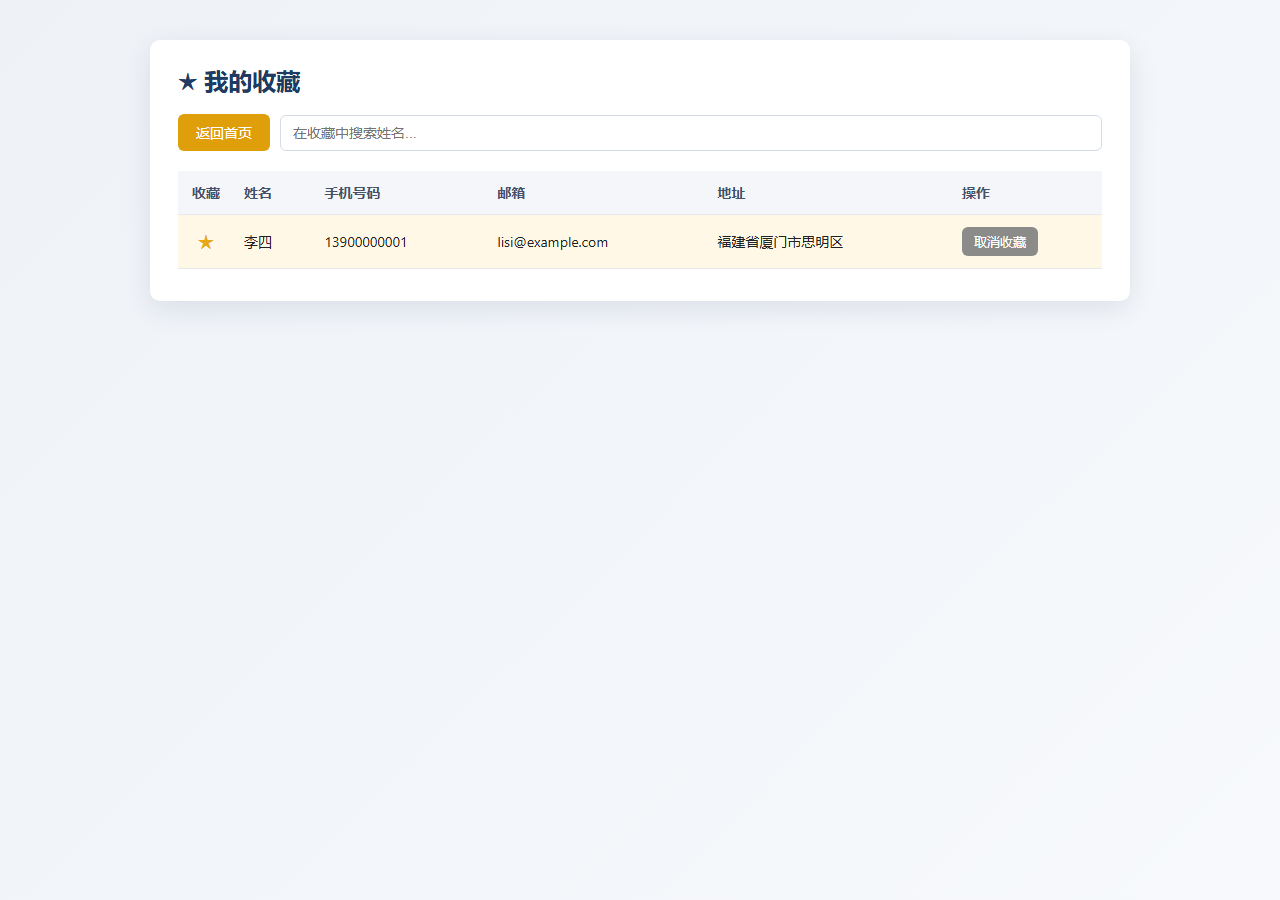 ★ 我的收藏
返回首页 在收藏中搜索姓名...
收藏 姓名 手机号码 邮箱 地址 操作
★ 李四 13900000001 lisi@example.com 福建省厦门市思明区 取消收藏